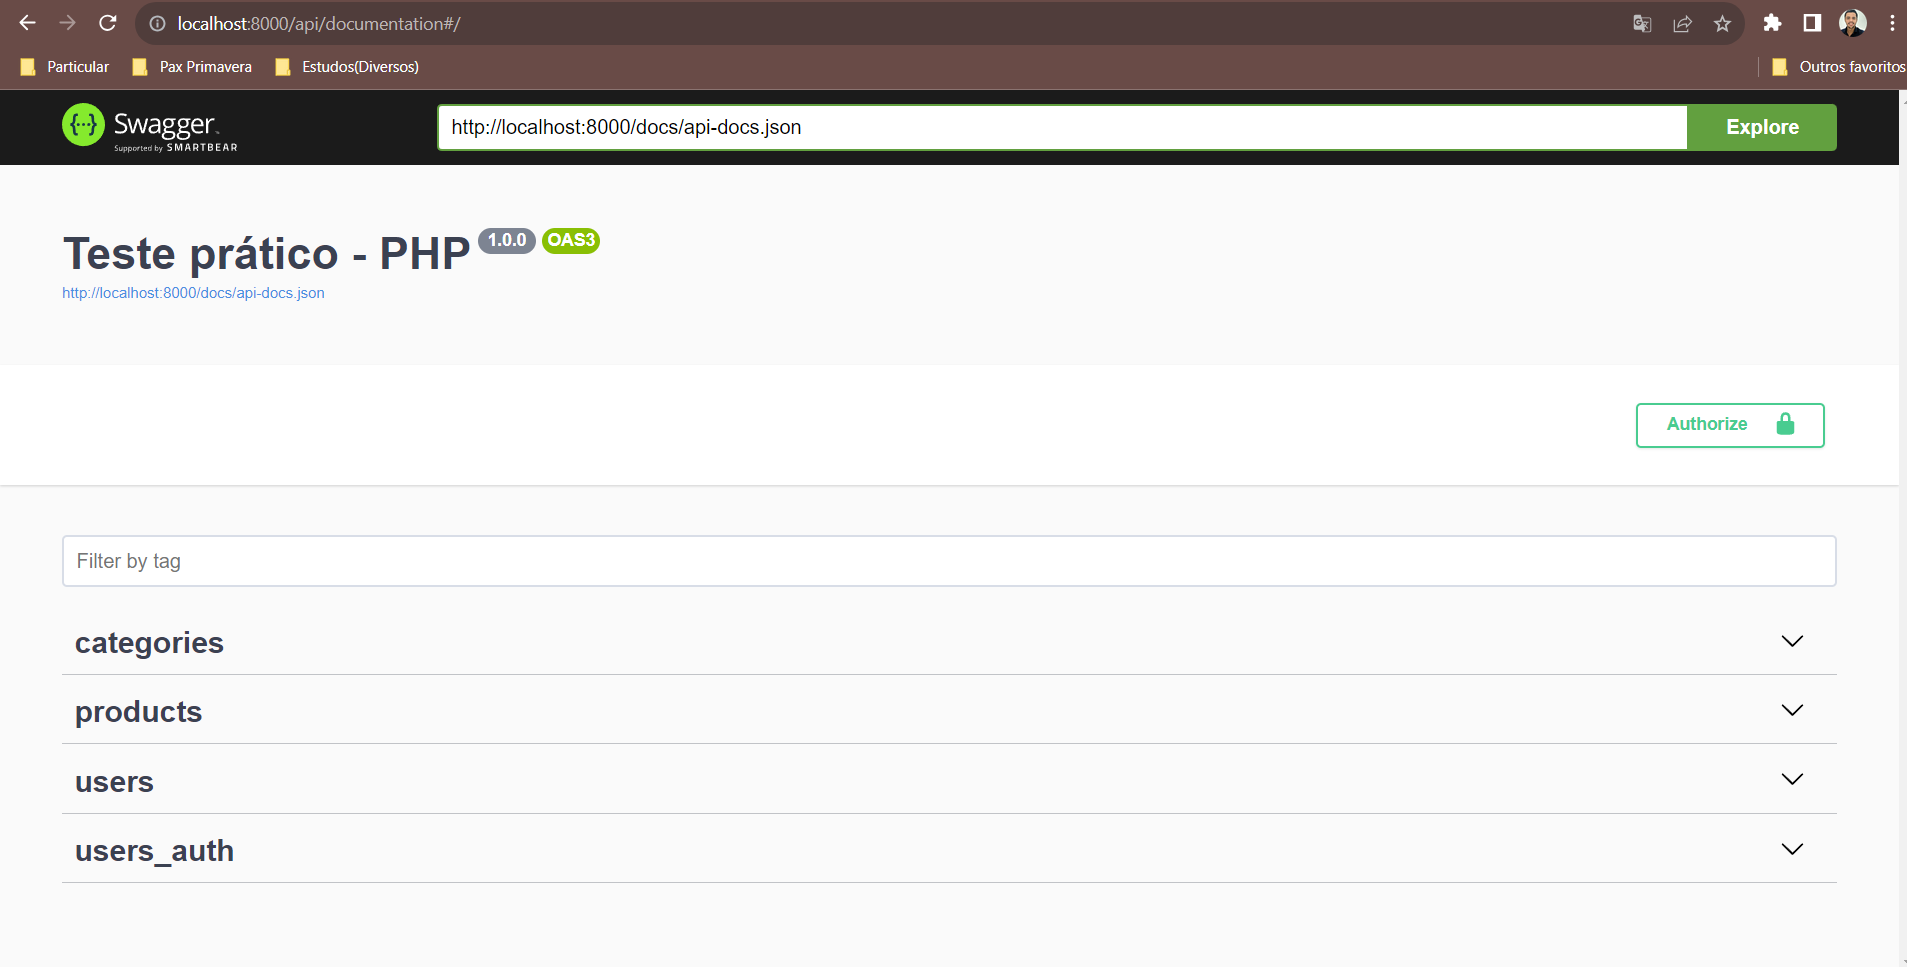 localhost:8000/api/documentation#/
Particular
Pax Primavera
Estudos(Diversos)
Outros favoritos
Swagger
Supported by SMARTBEAR
http://localhost:8000/docs/api-docs.json
Explore
Teste prático - PHP 1.0.0 OAS3
http://localhost:8000/docs/api-docs.json
Authorize
Filter by tag
categories
products
users
users_auth